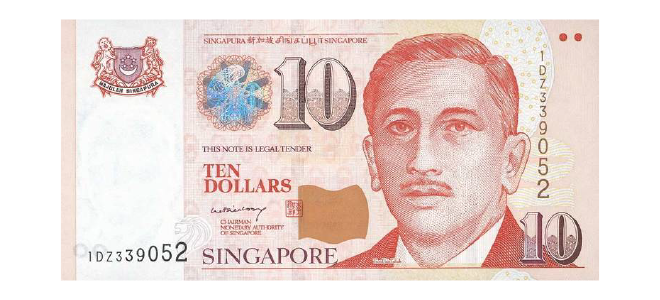 SINGAPURA 新加坡 சிங்கப்பூர் SINGAPORE
MAJULAH SINGAPURA
10
1DZ339052
THIS NOTE IS LEGAL TENDER
TEN
DOLLARS
CHAIRMAN
MONETARY AUTHORITY
OF SINGAPORE
1DZ339052
SINGAPORE
10